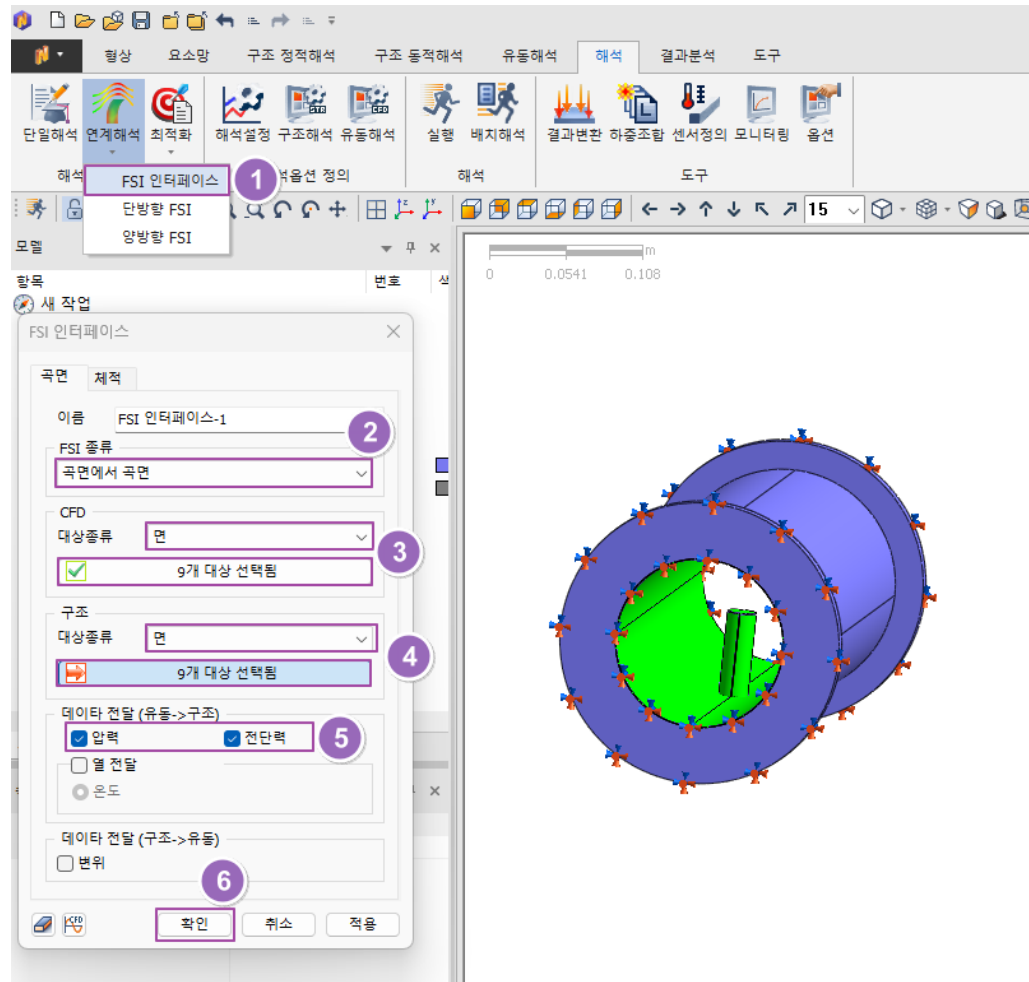 형상 요소망 구조 정적해석 구조 동적해석 유동해석 해석 결과분석 도구
단일해석 연계해석 최적화 해석설정 구조해석 유동해석 실행 배치해석 결과변환 하중조합 센서정의 모니터링 옵션
해석 석옵션 정의 해석 도구
FSI 인터페이스 1
단방향 FSI
양방향 FSI
15
모델
항목 번호 색
새 작업
m
0 0.0541 0.108
FSI 인터페이스
곡면 체적
이름 FSI 인터페이스-1
2
FSI 종류
곡면에서 곡면
CFD
대상종류 면
3
9개 대상 선택됨
구조
대상종류 면
4
9개 대상 선택됨
데이타 전달 (유동->구조)
압력 전단력 5
열 전달
온도
데이타 전달 (구조->유동)
변위
6
CFD 확인 취소 적용